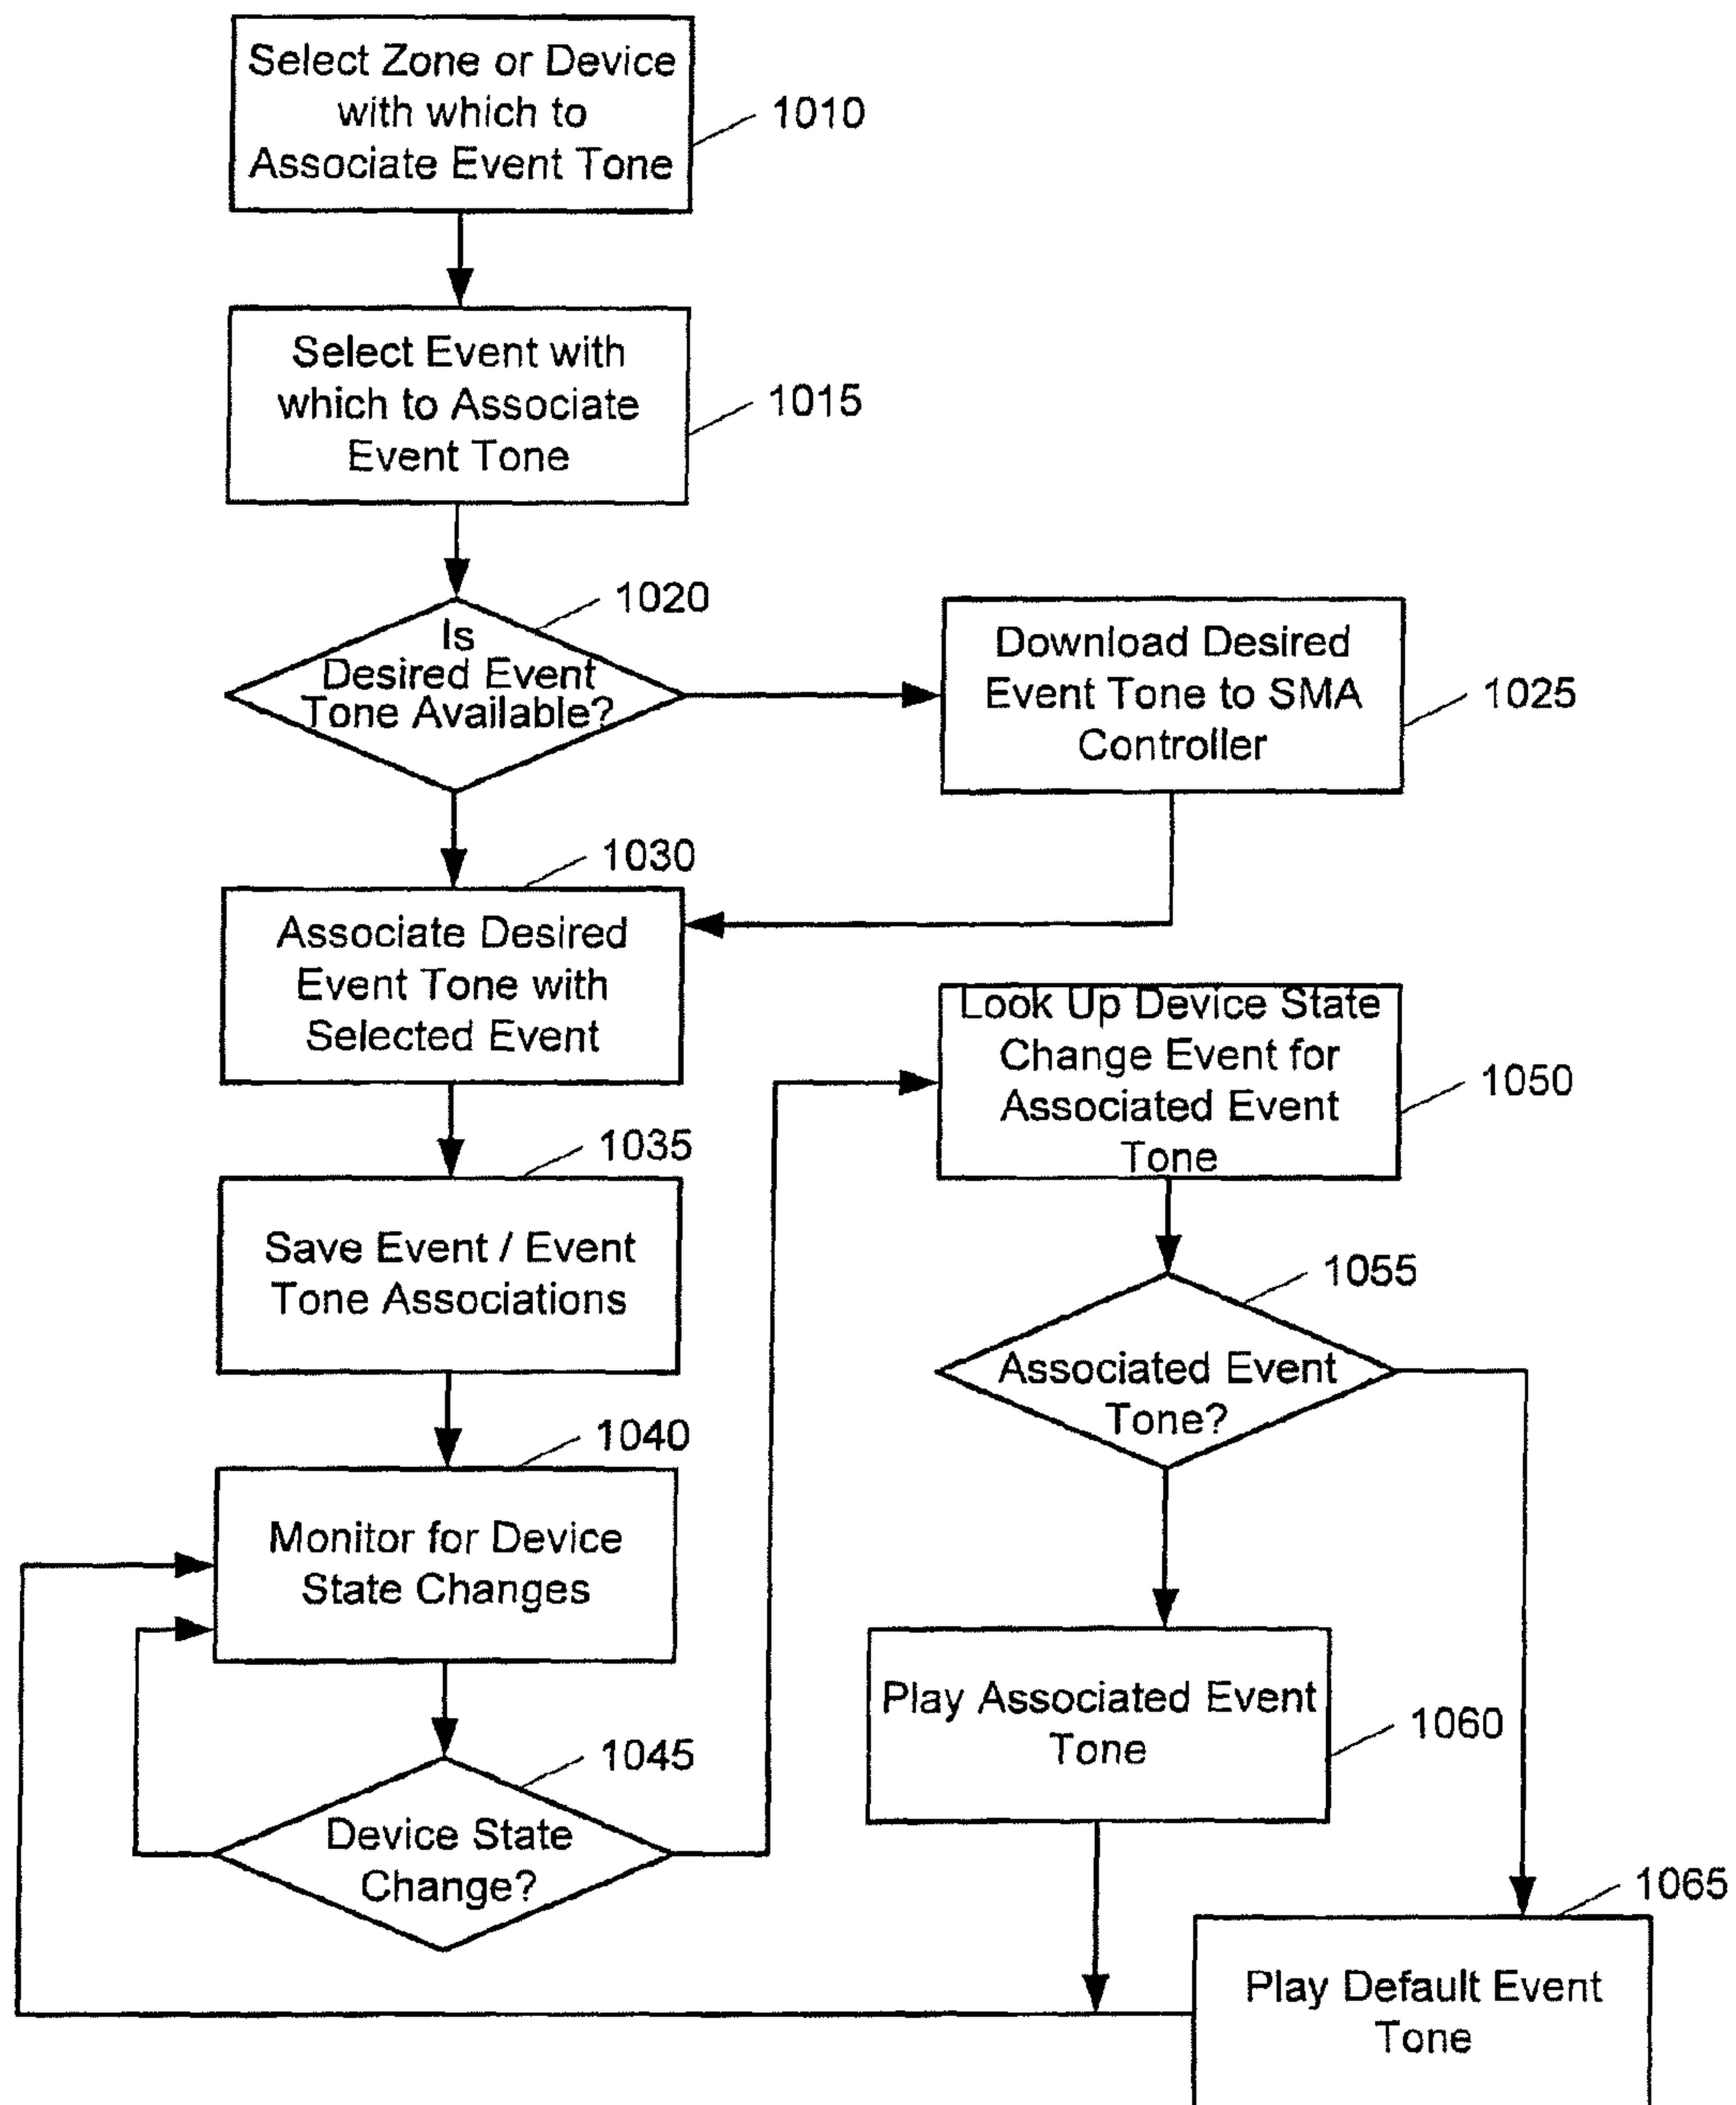 Select Zone or Device
with which to
Associate Event Tone
1010
Select Event with
which to Associate
Event Tone
1015
1020
Is
Desired Event
Tone Available?
Download Desired
Event Tone to SMA
Controller
1025
1030
Associate Desired
Event Tone with
Selected Event
1035
Save Event / Event
Tone Associations
1040
Monitor for Device
State Changes
1045
Device State
Change?
Look Up Device State
Change Event for
Associated Event
Tone
1050
1055
Associated Event
Tone?
Play Associated Event
Tone
1060
1065
Play Default Event
Tone